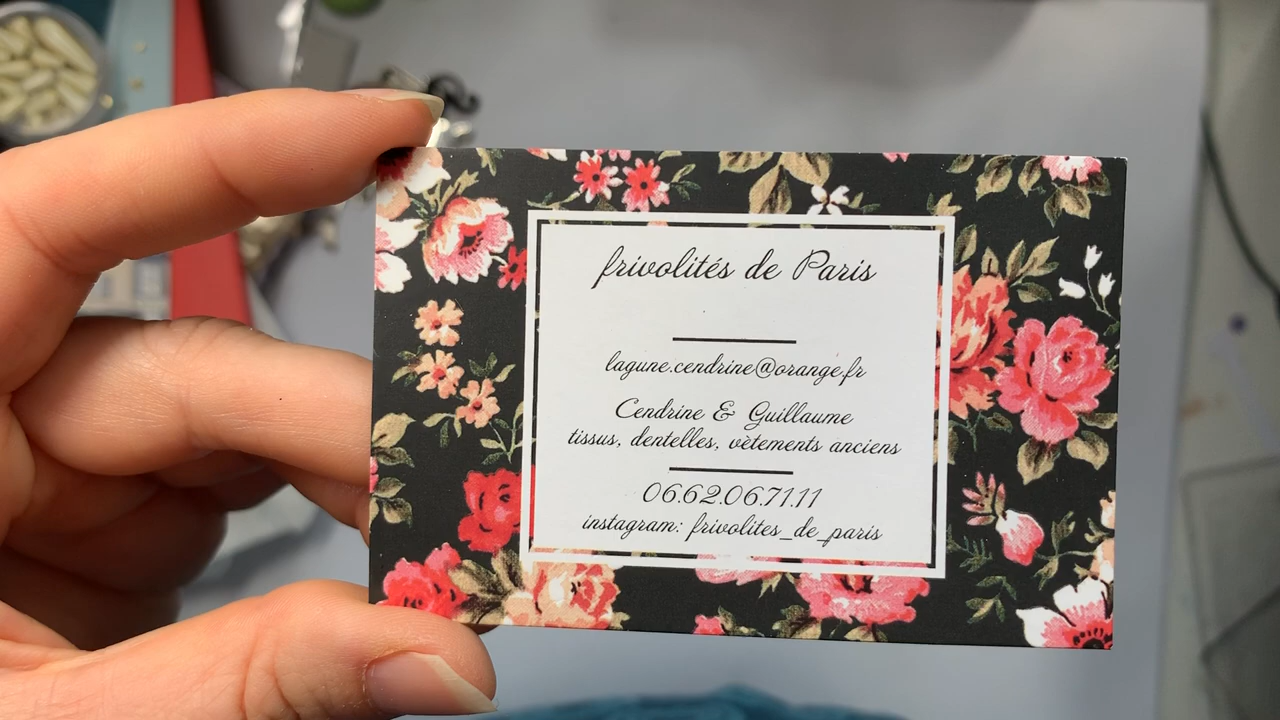 frivolités de Paris
lagune.cendrine@orange.fr
Cendrine & Guillaume
tissus, dentelles, vêtements anciens
06.62.06.71.11
instagram: frivolites_de_paris